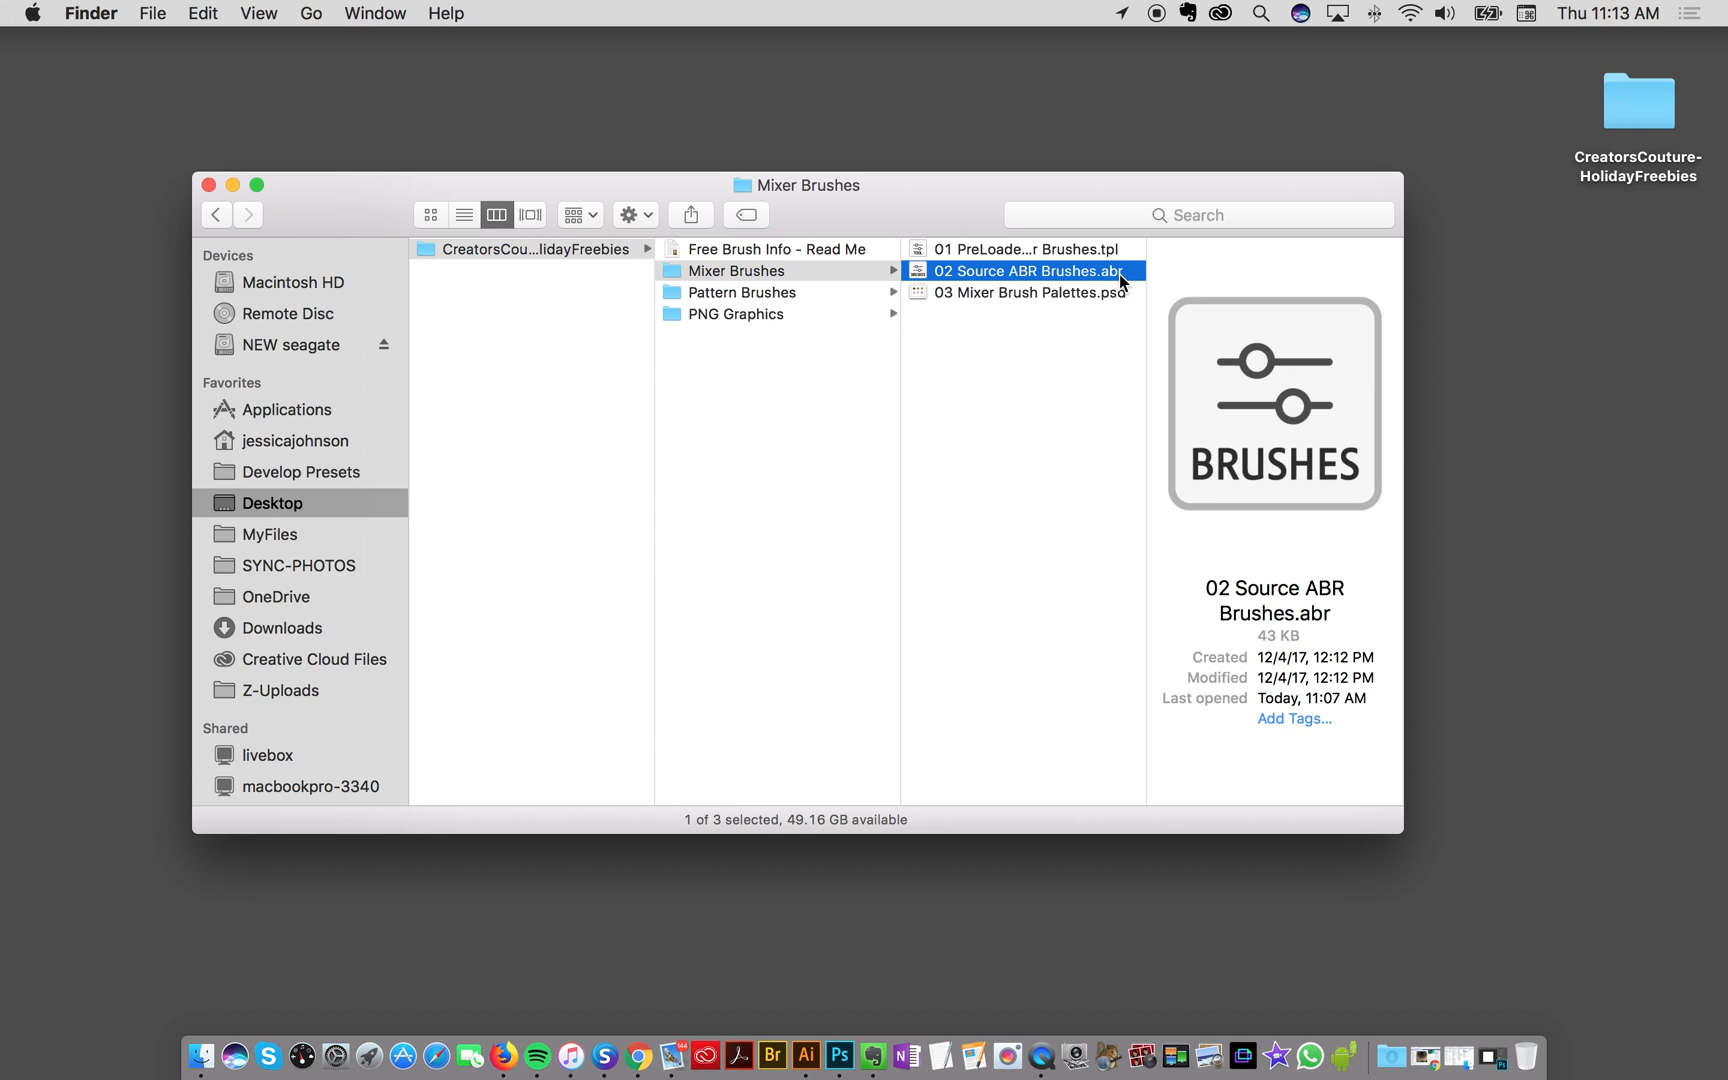 Finder File Edit View Go Window Help Thu 11:13 AM
CreatorsCouture-
HolidayFreebies
Mixer Brushes
Search
Devices
Macintosh HD
Remote Disc
NEW seagate
Favorites
Applications
jessicajohnson
Develop Presets
Desktop
MyFiles
SYNC-PHOTOS
OneDrive
Downloads
Creative Cloud Files
Z-Uploads
Shared
livebox
macbookpro-3340
CreatorsCou...lidayFreebies
Free Brush Info - Read Me
Mixer Brushes
Pattern Brushes
PNG Graphics
01 PreLoade...r Brushes.tpl
02 Source ABR Brushes.abr
03 Mixer Brush Palettes.psd
BRUSHES
02 Source ABR
Brushes.abr
43 KB
Created 12/4/17, 12:12 PM
Modified 12/4/17, 12:12 PM
Last opened Today, 11:07 AM
Add Tags...
1 of 3 selected, 49.16 GB available
144
Br Ai Ps